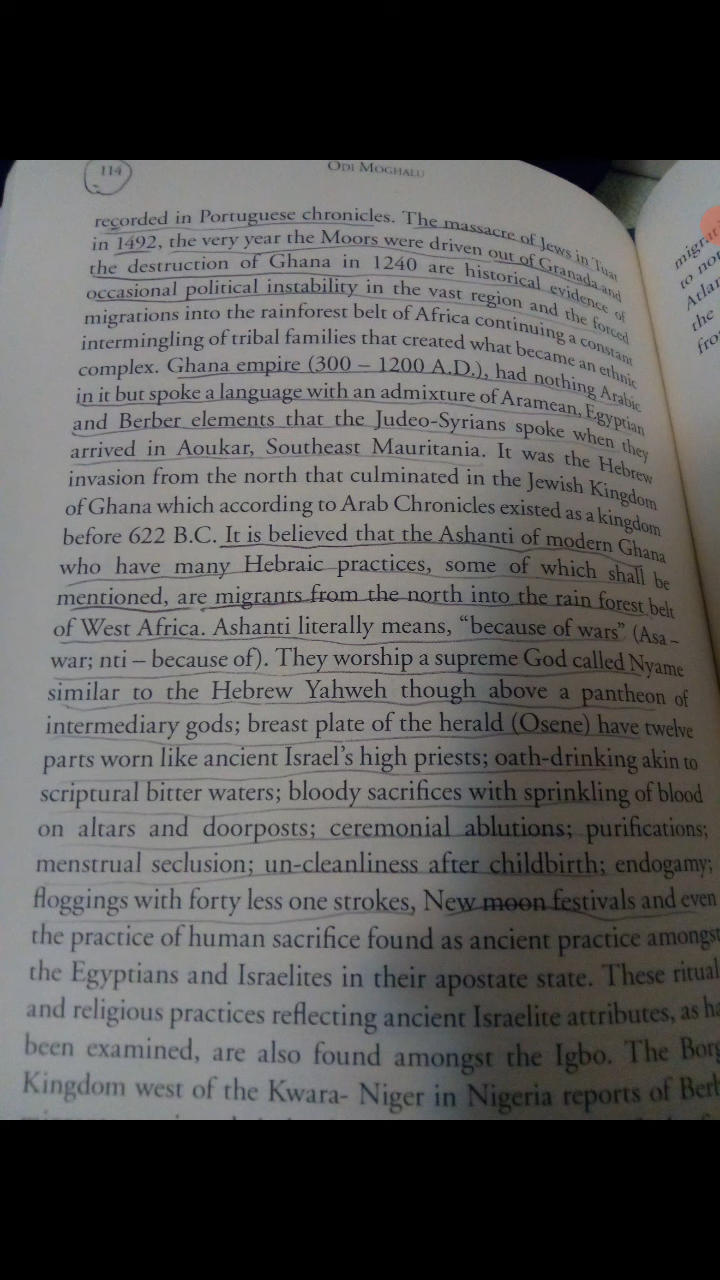 114
ODI MOGHALU
recorded in Portuguese chronicles. The massacre of Jews in Tuat
in 1492, the very year the Moors were driven out of Granada and
the destruction of Ghana in 1240 are historical evidence of
occasional political instability in the vast region and the forced
migrations into the rainforest belt of Africa continuing a constant
intermingling of tribal families that created what became an ethnic
complex. Ghana empire (300 – 1200 A.D.), had nothing Arabic
in it but spoke a language with an admixture of Aramean, Egyptian
and Berber elements that the Judeo-Syrians spoke when they
arrived in Aoukar, Southeast Mauritania. It was the Hebrew
invasion from the north that culminated in the Jewish Kingdom
of Ghana which according to Arab Chronicles existed as a kingdom
before 622 B.C. It is believed that the Ashanti of modern Ghana
who have many Hebraic practices, some of which shall be
mentioned, are migrants from the north into the rain forest belt
of West Africa. Ashanti literally means, “because of wars” (Asa –
war; nti – because of). They worship a supreme God called Nyame
similar to the Hebrew Yahweh though above a pantheon of
intermediary gods; breast plate of the herald (Osene) have twelve
parts worn like ancient Israel's high priests; oath-drinking akin to
scriptural bitter waters; bloody sacrifices with sprinkling of blood
on altars and doorposts; ceremonial ablutions; purifications;
menstrual seclusion; un-cleanliness after childbirth; endogamy;
floggings with forty less one strokes, New moon festivals and even
the practice of human sacrifice found as ancient practice amongst
the Egyptians and Israelites in their apostate state. These ritual
and religious practices reflecting ancient Israelite attributes, as ha
been examined, are also found amongst the Igbo. The Borg
Kingdom west of the Kwara- Niger in Nigeria reports of Berb
migrat
to no
Atlan
the
fro